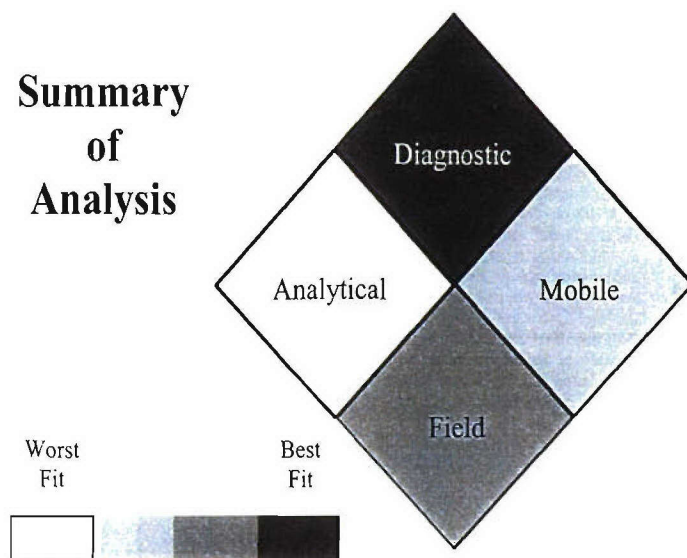 Summary
of
Analysis
Diagnostic
Analytical
Mobile
Field
Worst
Fit
Best
Fit